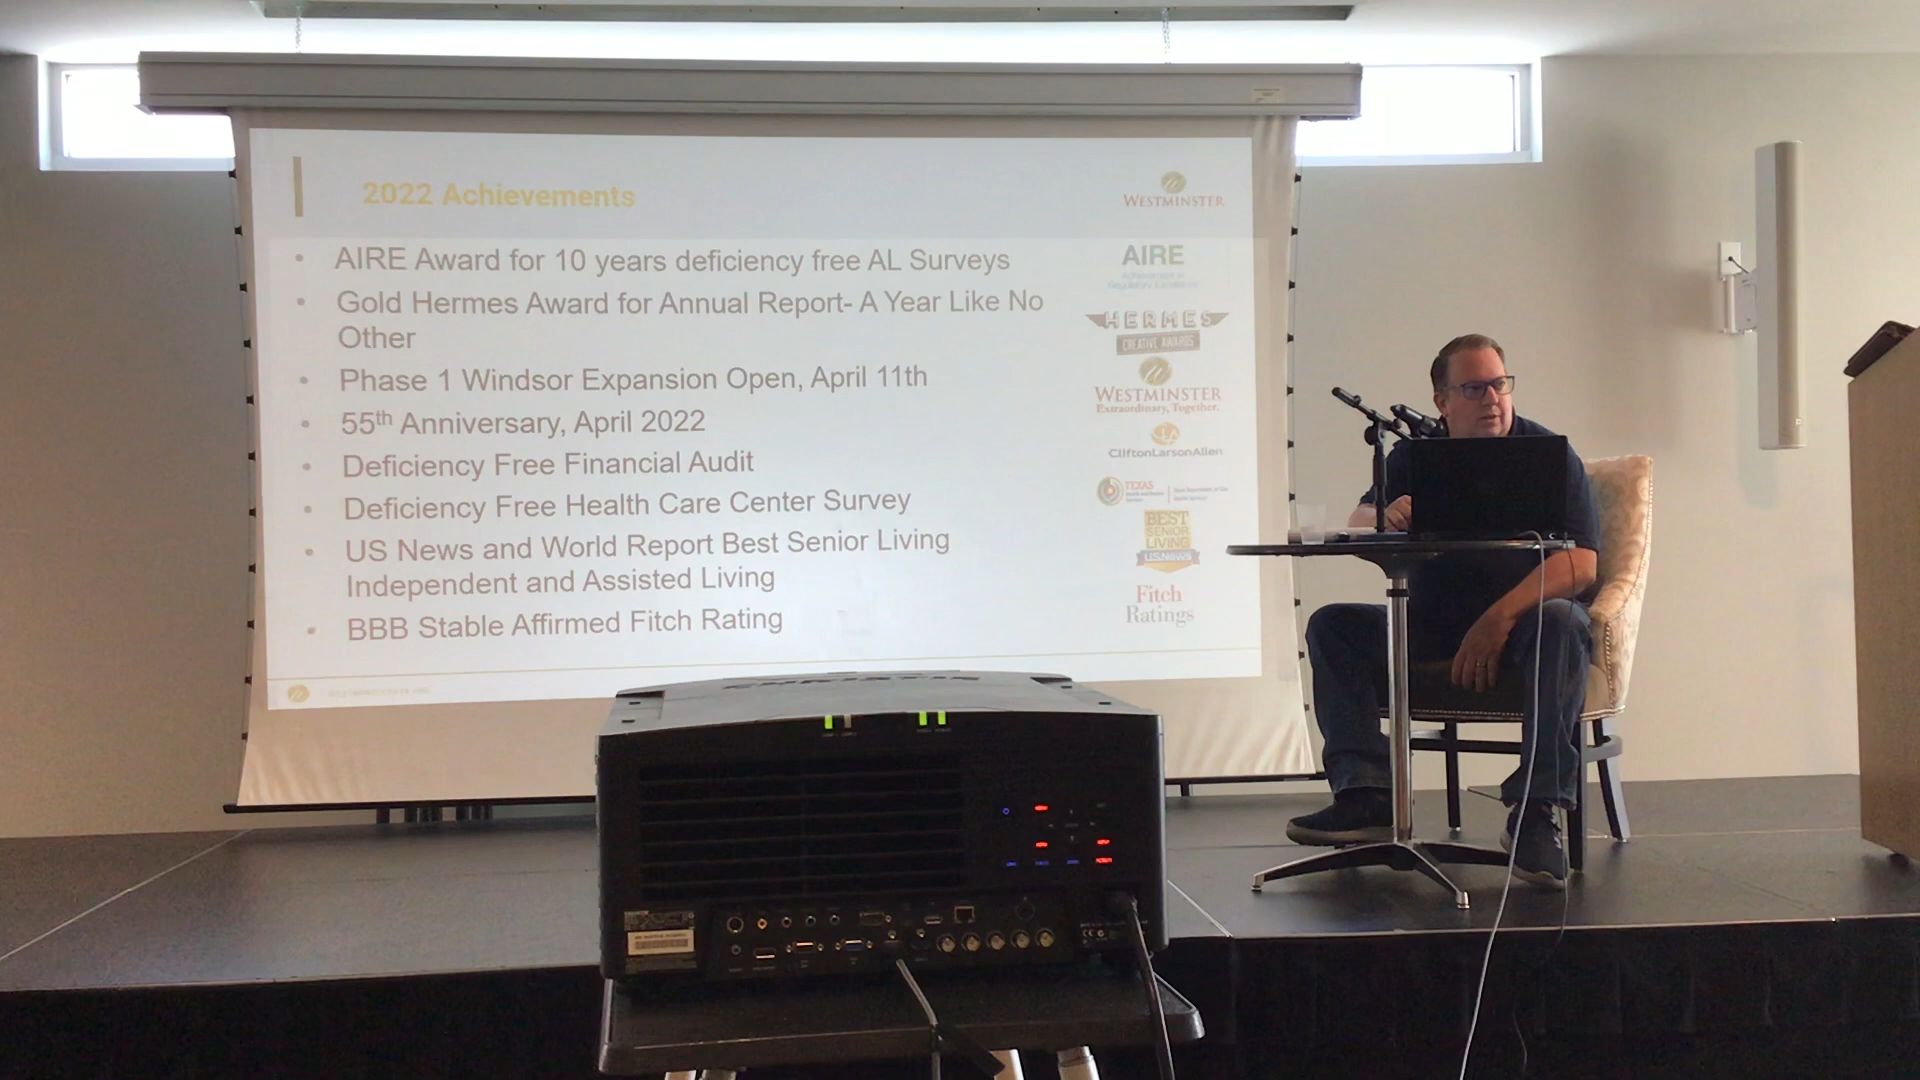 2022 Achievements
WESTMINSTER
• AIRE Award for 10 years deficiency free AL Surveys
• Gold Hermes Award for Annual Report- A Year Like No
Other
• Phase 1 Windsor Expansion Open, April 11th
• 55th Anniversary, April 2022
• Deficiency Free Financial Audit
• Deficiency Free Health Care Center Survey
• US News and World Report Best Senior Living
Independent and Assisted Living
• BBB Stable Affirmed Fitch Rating
AIRE
HERMES
CREATIVE AWARDS
WESTMINSTER
Extraordinary, Together.
CliftonLarsonAllen
TEXAS
BEST
SENIOR
LIVING
USNews
Fitch
Ratings
CHRISTIE